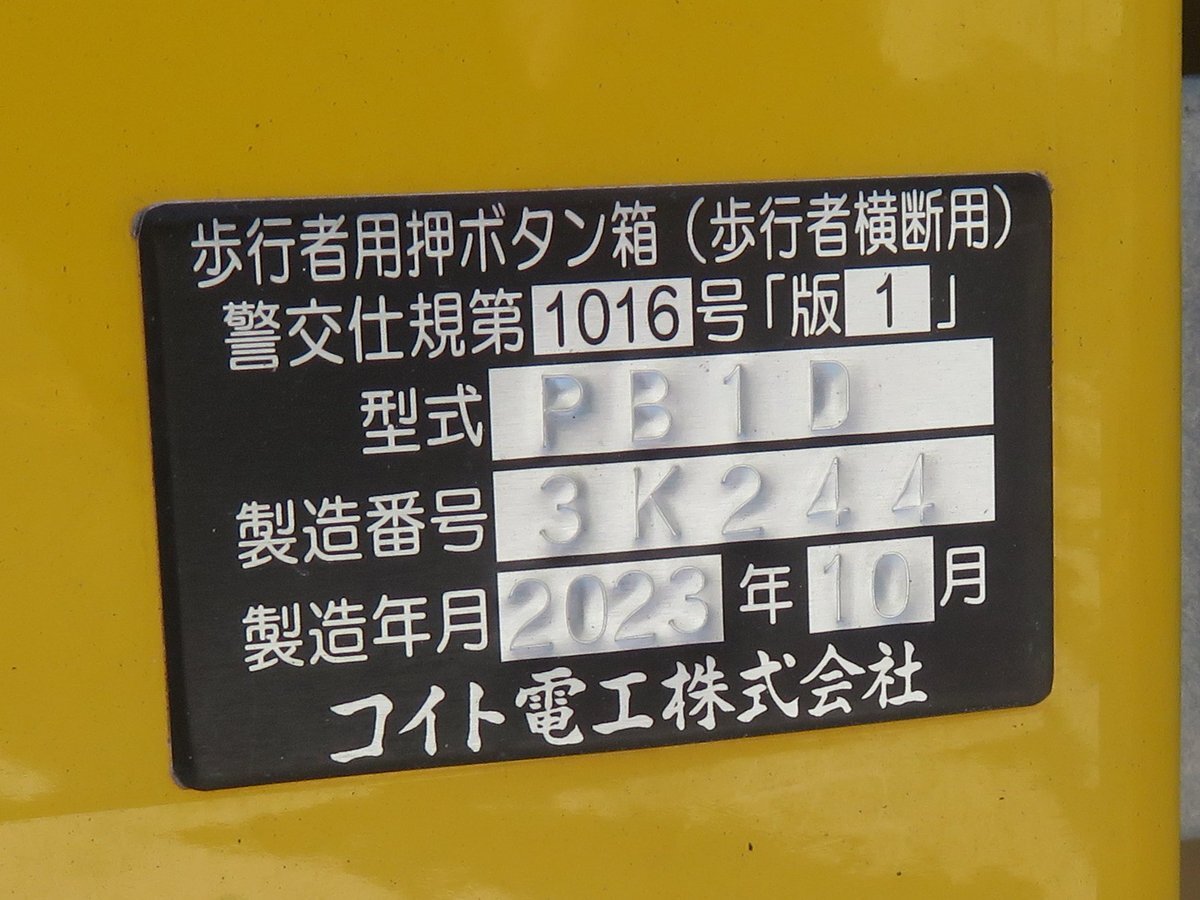 歩行者用押ボタン箱（歩行者横断用）
警交仕規第1016号「版1」
型式 PB1D
製造番号 3K244
製造年月 2023年10月
コイト電工株式会社